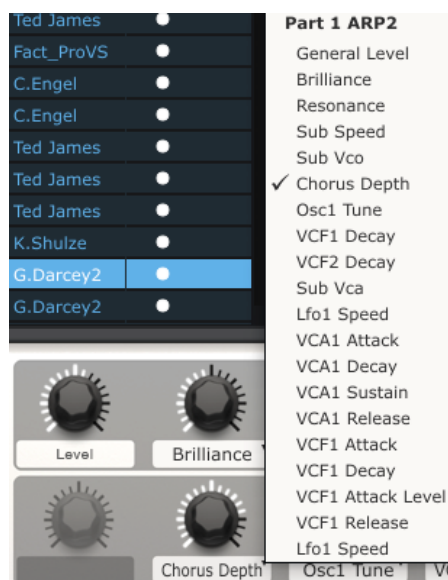 Ted James
Fact_ProVS
C.Engel
C.Engel
Ted James
Ted James
Ted James
K.Shulze
G.Darcey2
G.Darcey2
Part 1 ARP2
General Level
Brilliance
Resonance
Sub Speed
Sub Vco
✓ Chorus Depth
Osc1 Tune
VCF1 Decay
VCF2 Decay
Sub Vca
Lfo1 Speed
VCA1 Attack
VCA1 Decay
VCA1 Sustain
VCA1 Release
VCF1 Attack
VCF1 Decay
VCF1 Attack Level
VCF1 Release
Lfo1 Speed
Level
Brilliance
Chorus Depth
Osc1 Tune